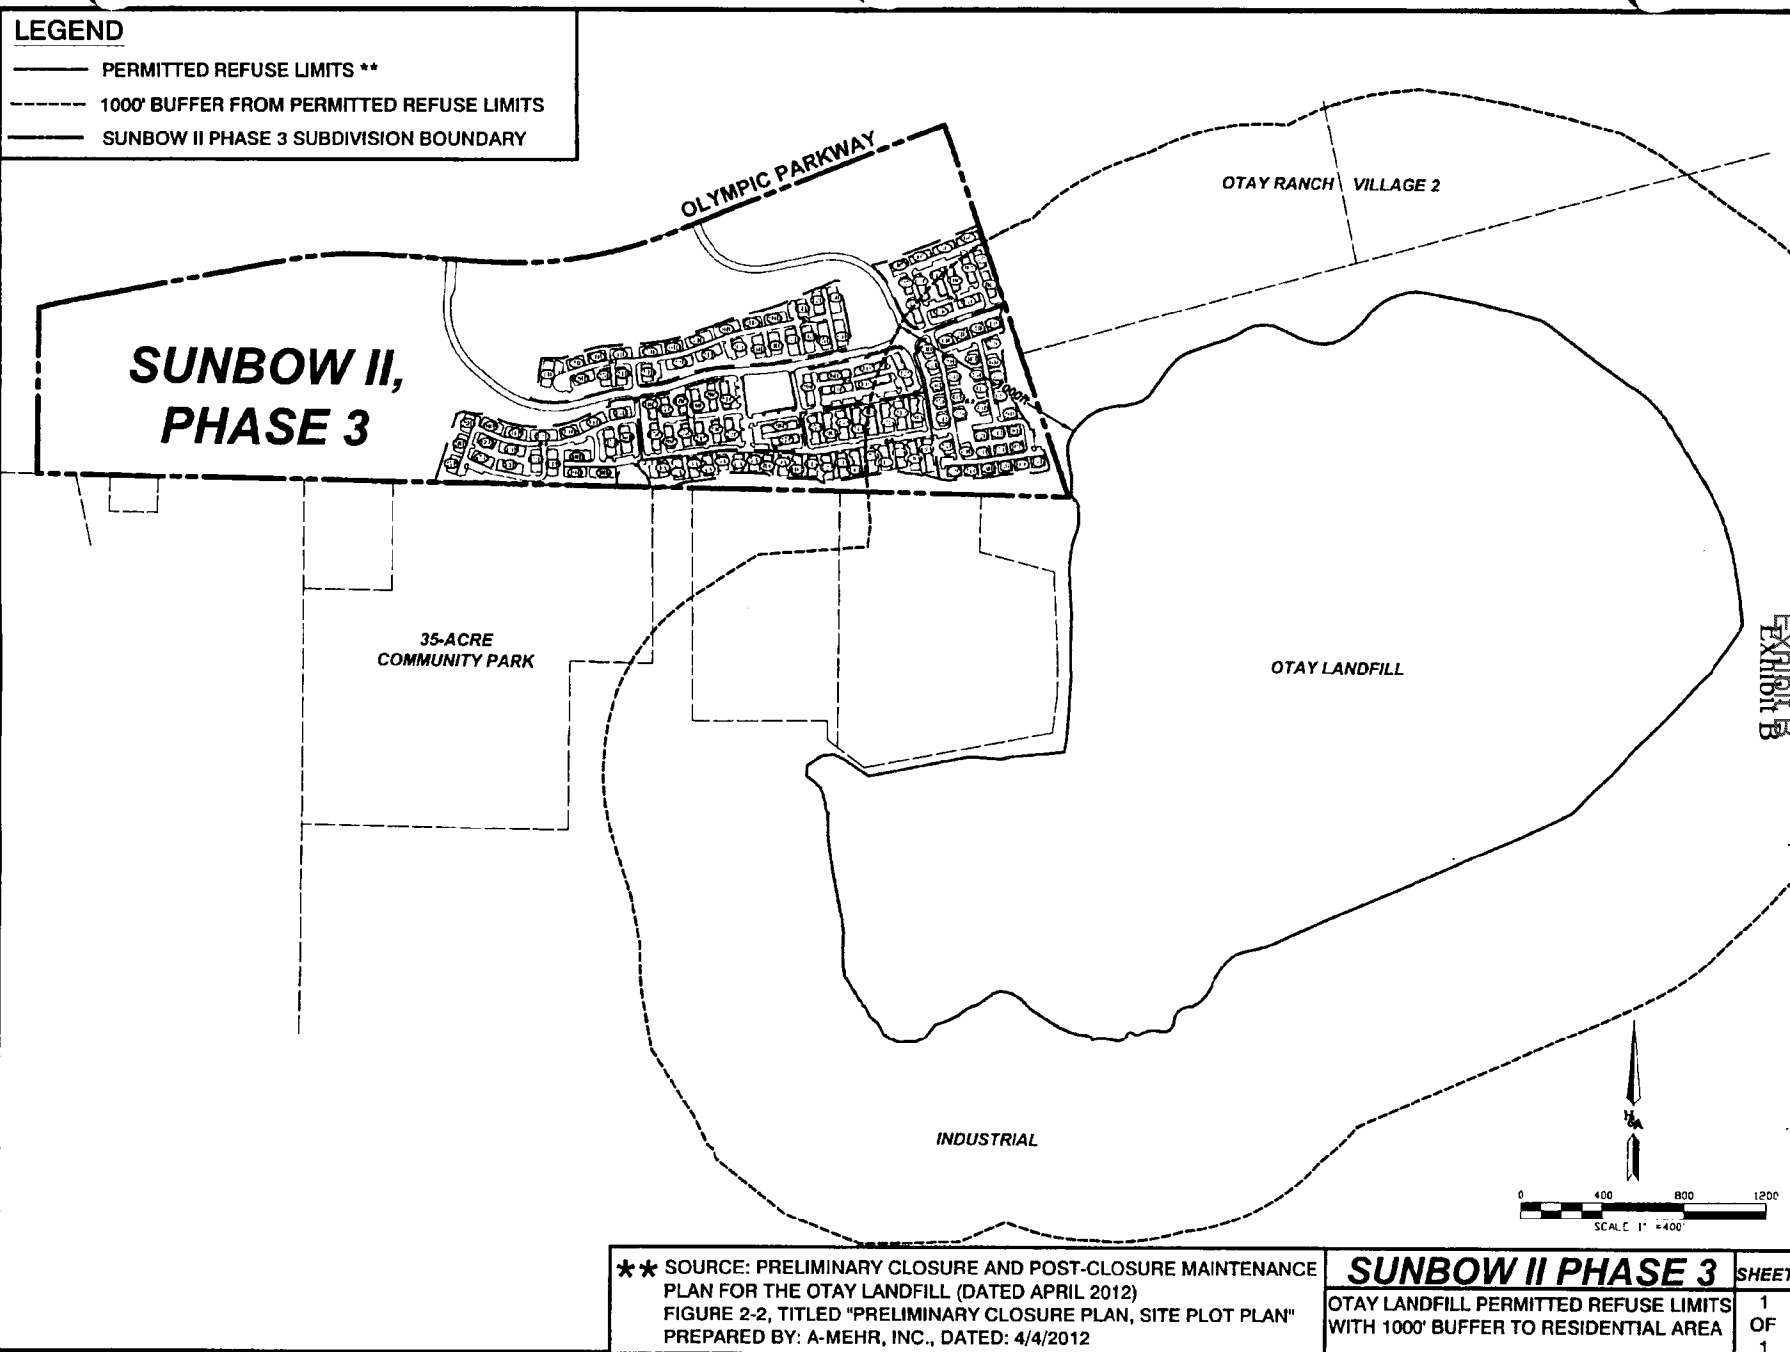 LEGEND
PERMITTED REFUSE LIMITS **
1000' BUFFER FROM PERMITTED REFUSE LIMITS
SUNBOW II PHASE 3 SUBDIVISION BOUNDARY
OLYMPIC PARKWAY
OTAY RANCH VILLAGE 2
SUNBOW II,
PHASE 3
35-ACRE
COMMUNITY PARK
OTAY LANDFILL
Exhibit B
INDUSTRIAL
0 400 800 1200
SCALE 1" =400'
** SOURCE: PRELIMINARY CLOSURE AND POST-CLOSURE MAINTENANCE
PLAN FOR THE OTAY LANDFILL (DATED APRIL 2012)
FIGURE 2-2, TITLED "PRELIMINARY CLOSURE PLAN, SITE PLOT PLAN"
PREPARED BY: A-MEHR, INC., DATED: 4/4/2012
SUNBOW II PHASE 3
OTAY LANDFILL PERMITTED REFUSE LIMITS
WITH 1000' BUFFER TO RESIDENTIAL AREA
SHEET
1
OF
1